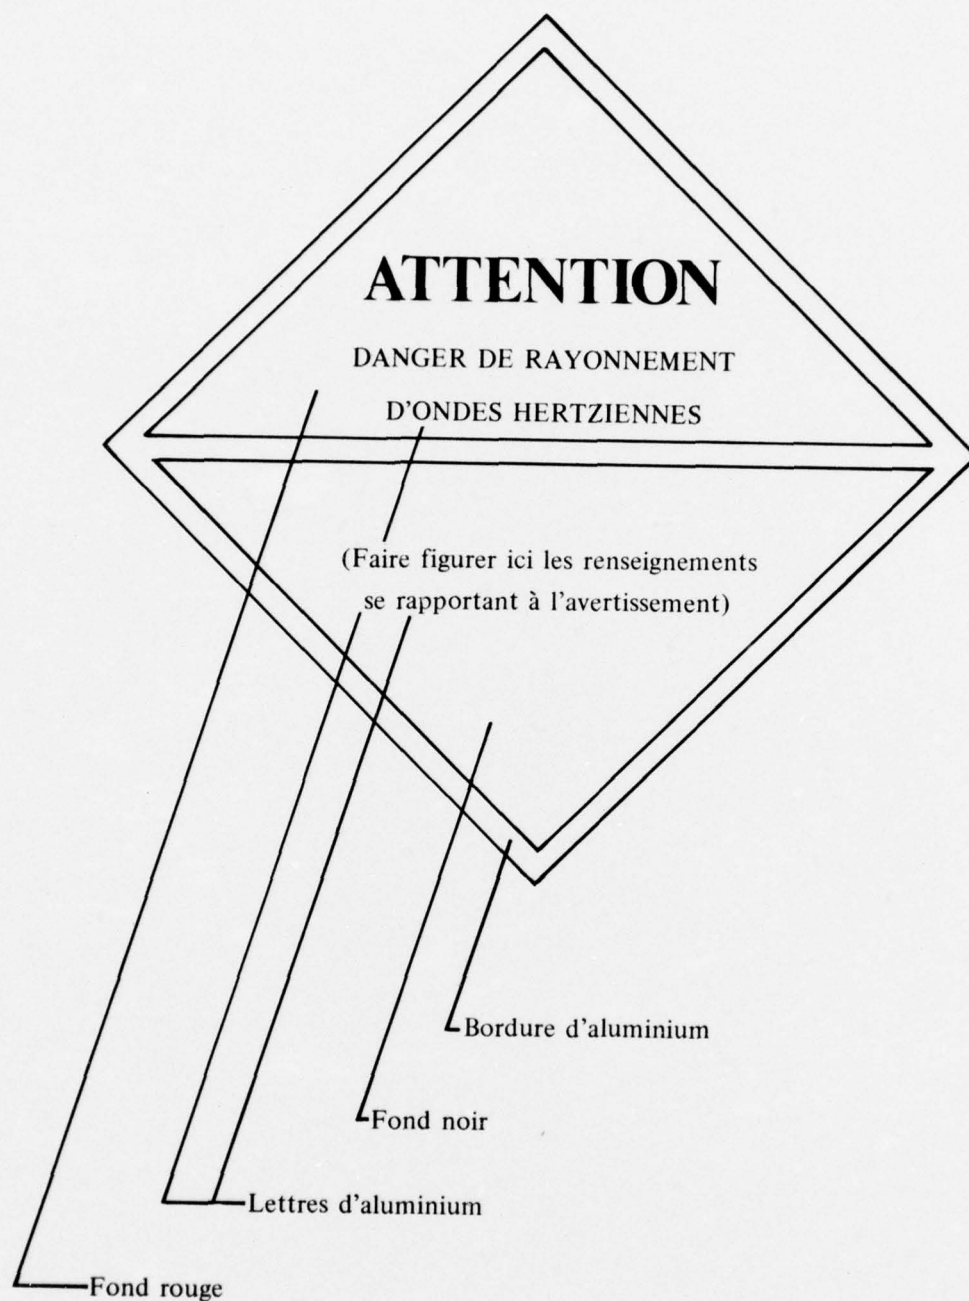 ATTENTION
DANGER DE RAYONNEMENT
D'ONDES HERTZIENNES
(Faire figurer ici les renseignements
se rapportant à l'avertissement)
Bordure d'aluminium
Fond noir
Lettres d'aluminium
Fond rouge